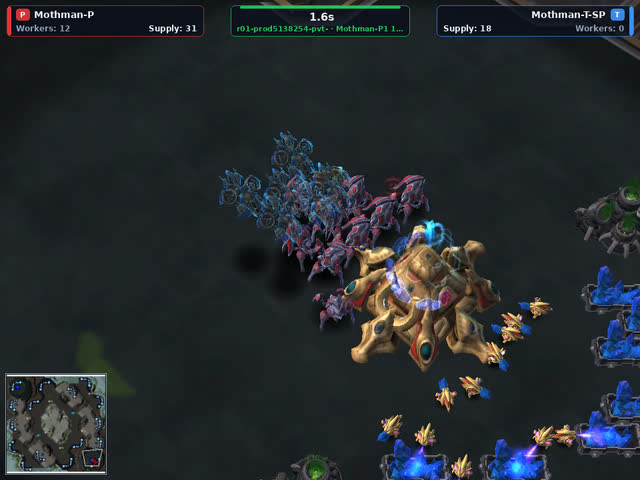 P Mothman-P
Workers: 12 Supply: 31
1.6s
r01-prod5138254-pvt- · Mothman-P1 1...
Mothman-T-SP T
Supply: 18 Workers: 0